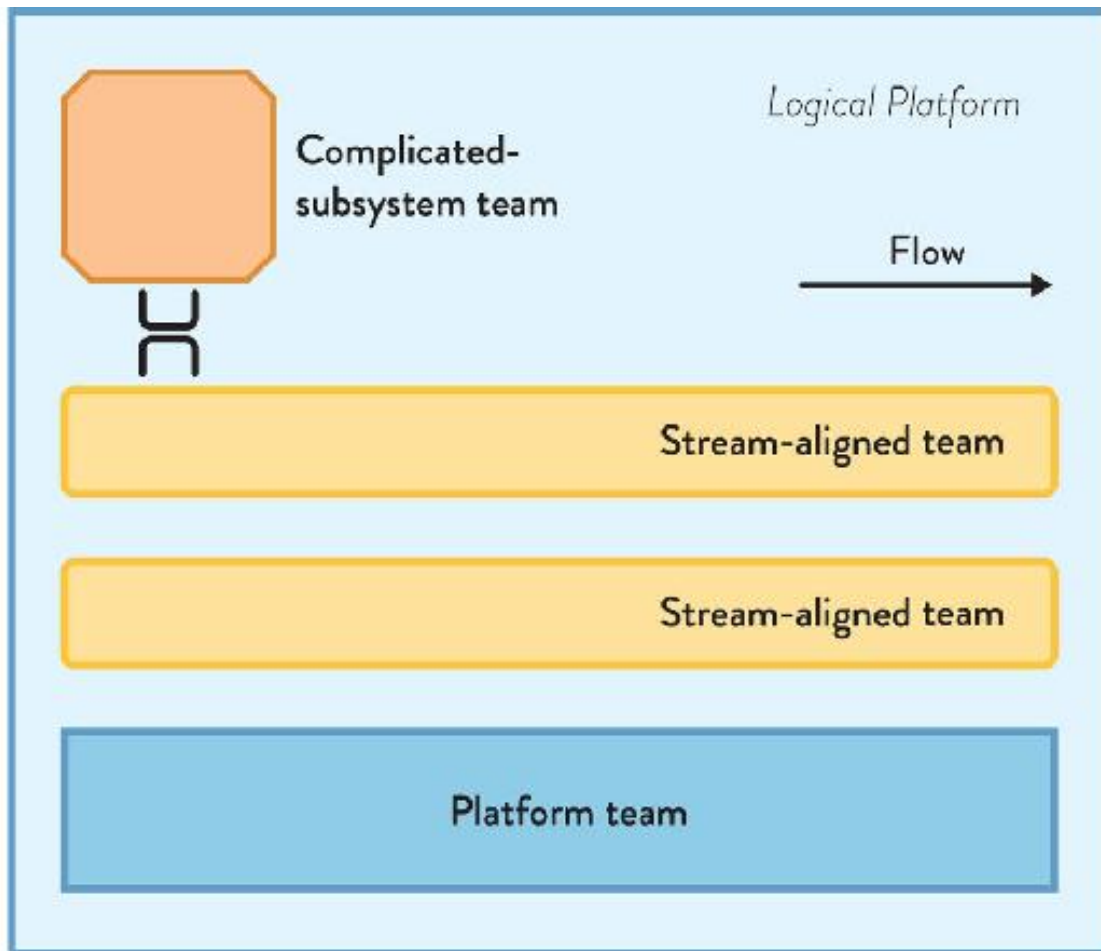 Logical Platform
Complicated-
subsystem team
Flow
Stream-aligned team
Stream-aligned team
Platform team